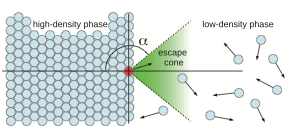 high-density phase
low-density phase
α
escape
cone